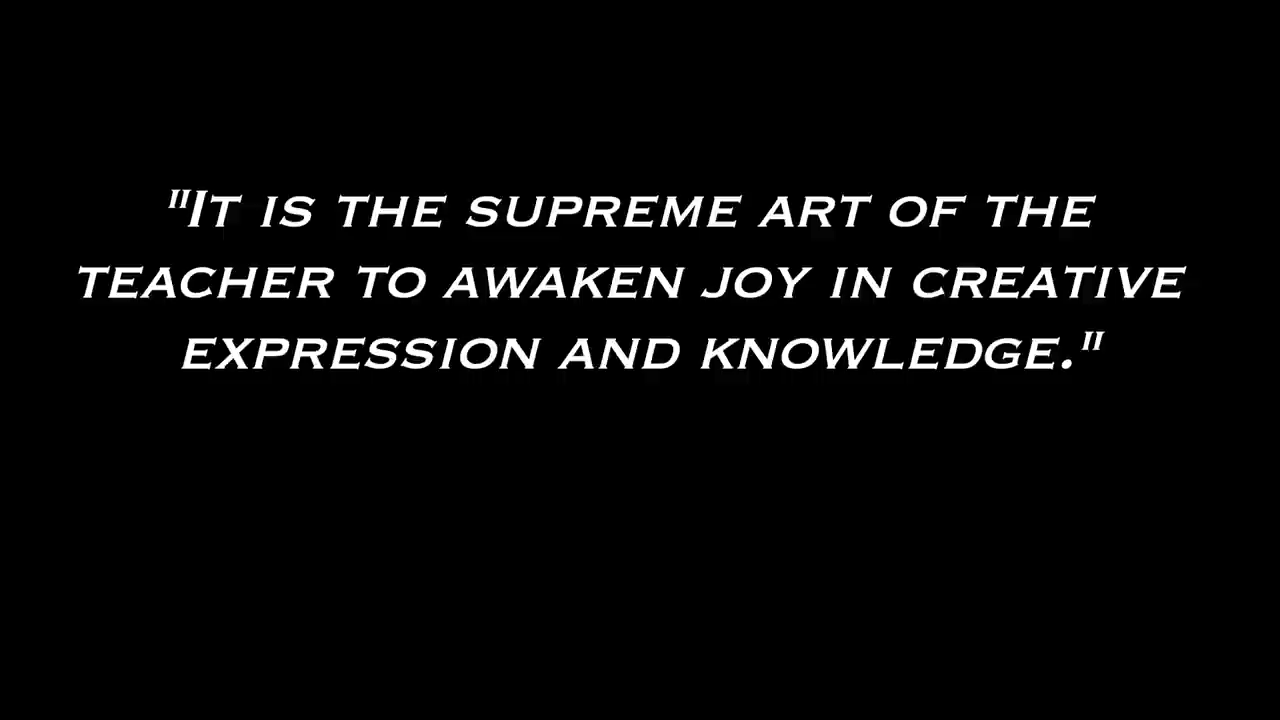 "It is the supreme art of the
teacher to awaken joy in creative
expression and knowledge."